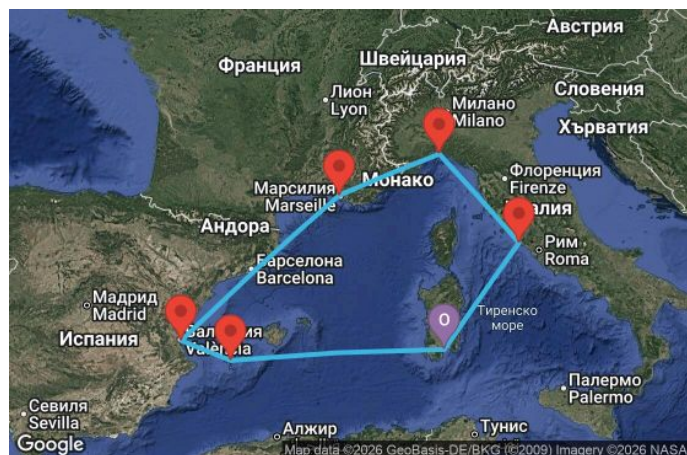 Австрия
Франция
Швейцария
Словения
Лион
Lyon
Милано
Milano
Хърватия
Марсилия
Marseille
Монако
Флоренция
Firenze
Андора
Рим
Roma
Барселона
Barcelona
Мадрид
Madrid
Тиренско
море
O
Испания
València
Палермо
Palermo
Севиля
Sevilla
Алжир
Тунис
Google
Map data ©2026 GeoBasis-DE/BKG (©2009) Imagery ©2026 NASA